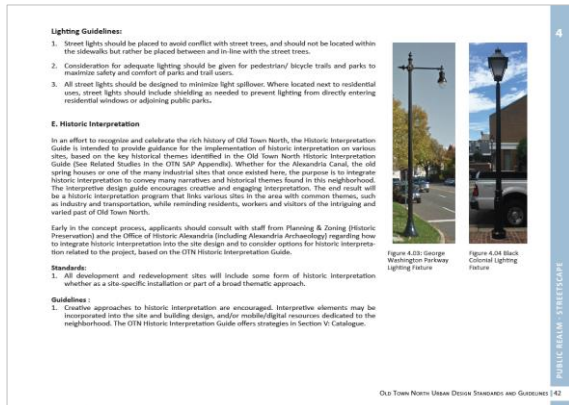 Lighting Guidelines:
1. Street lights should be placed to avoid conflict with street trees, and should not be located within
the sidewalks but rather be placed between and in-line with the street trees.
2. Consideration for adequate lighting should be given for pedestrian/ bicycle trails and parks to
maximize safety and comfort of parks and trail users.
3. All street lights should be designed to minimize light spillover. Where located next to residential
uses, street lights should include shielding as needed to prevent lighting from directly entering
residential windows or adjoining public parks.
E. Historic Interpretation
In an effort to recognize and celebrate the rich history of Old Town North, the Historic Interpretation
Guide is intended to provide guidance for the implementation of historic interpretation on various
sites, based on the key historical themes identified in the Old Town North Historic Interpretation
Guide (See Related Studies in the OTN SAP Appendix). Whether for the Alexandria Canal, the old
spring houses or one of the many industrial sites that once existed here, the purpose is to integrate
historic interpretation to convey many narratives and historical themes found in this neighborhood.
The interpretive design guide encourages creative and engaging interpretation. The end result will
be a historic interpretation program that links various sites in the area with common themes, such
as industry and transportation, while reminding residents, workers and visitors of the intriguing and
varied past of Old Town North.
Early in the concept process, applicants should consult with staff from Planning & Zoning (Historic
Preservation) and the Office of Historic Alexandria (including Alexandria Archaeology) regarding how
to integrate historic interpretation into the site design and to consider options for historic interpreta-
tion related to the project, based on the OTN Historic Interpretation Guide.
Standards:
1. All development and redevelopment sites will include some form of historic interpretation
whether as a site-specific installation or part of a broad thematic approach.
Guidelines :
1. Creative approaches to historic interpretation are encouraged. Interpretive elements may be
incorporated into the site and building design, and/or mobile/digital resources dedicated to the
neighborhood. The OTN Historic Interpretation Guide offers strategies in Section V: Catalogue.
Figure 4.03: George
Washington Parkway
Lighting Fixture
Figure 4.04 Black
Colonial Lighting
Fixture
4
PUBLIC REALM - STREETSCAPE
OLD TOWN NORTH URBAN DESIGN STANDARDS AND GUIDELINES | 42